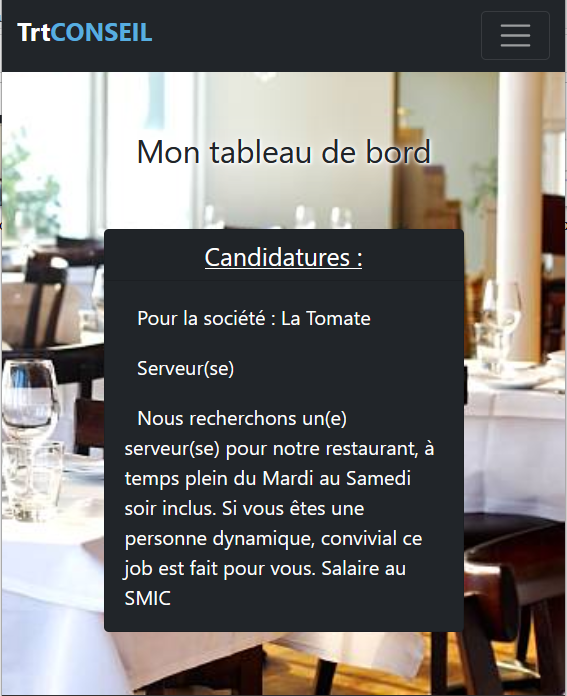 TrtCONSEIL
Mon tableau de bord
Candidatures :
Pour la société : La Tomate
Serveur(se)
Nous recherchons un(e)
serveur(se) pour notre restaurant, à
temps plein du Mardi au Samedi
soir inclus. Si vous êtes une
personne dynamique, convivial ce
job est fait pour vous. Salaire au
SMIC